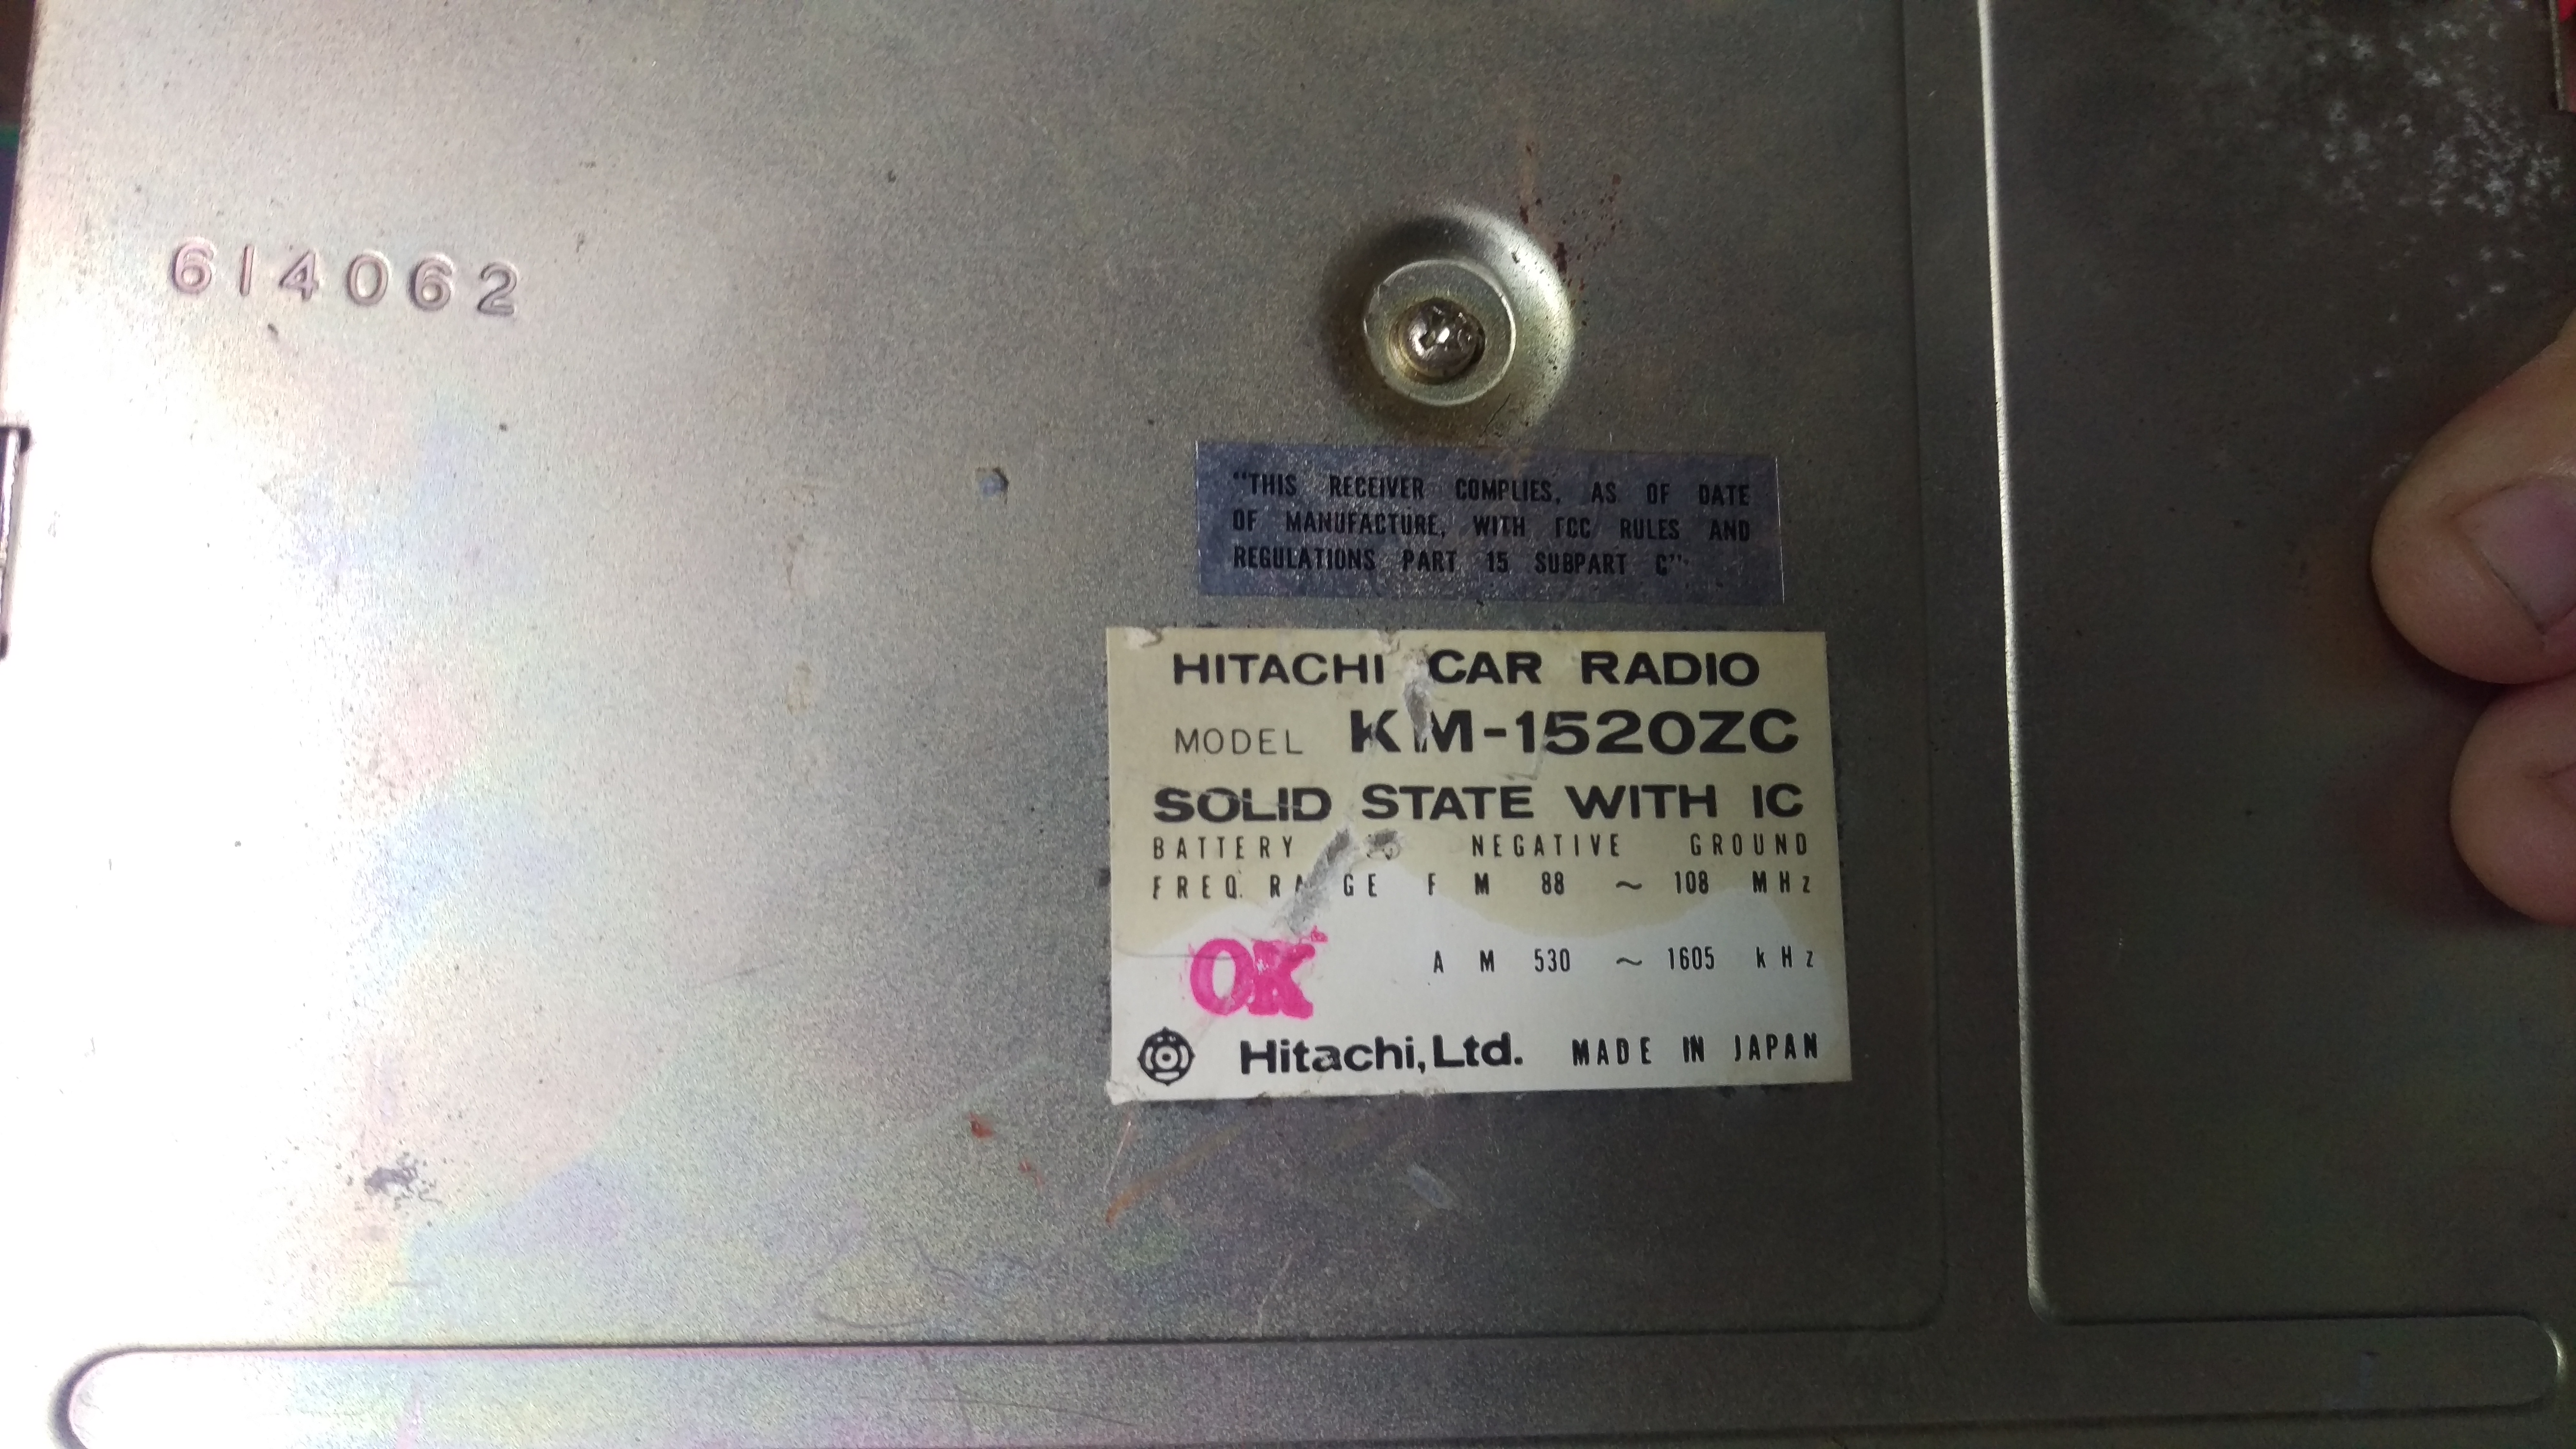 614062
"THIS RECEIVER COMPLIES, AS OF DATE
OF MANUFACTURE, WITH FCC RULES AND
REGULATIONS PART 15 SUBPART C"
HITACHI CAR RADIO
MODEL KM-1520ZC
SOLID STATE WITH IC
BATTERY NEGATIVE GROUND
FREQ. RANGE FM 88 ~ 108 MHz
OK AM 530 ~ 1605 kHz
Hitachi, Ltd. MADE IN JAPAN